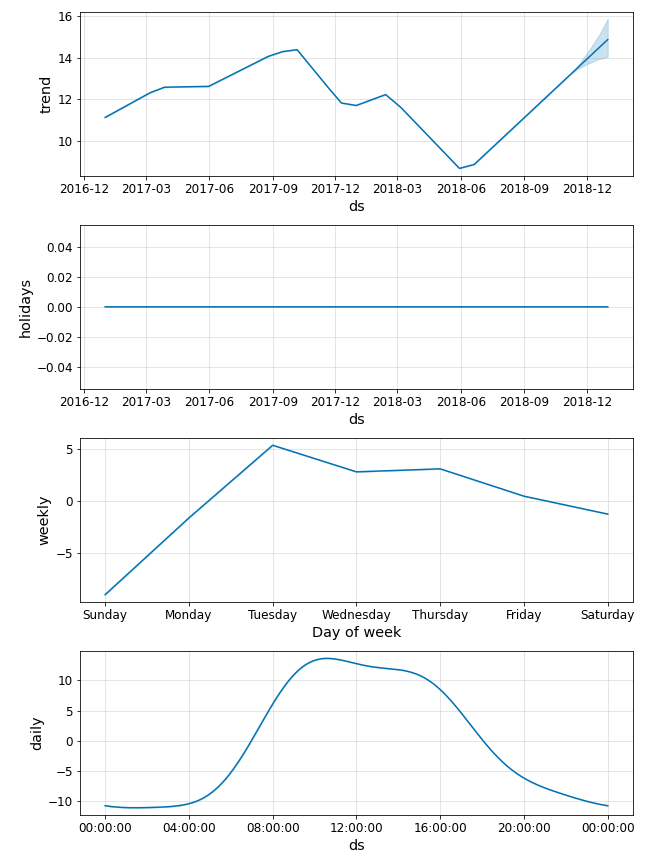 16
14
12
10
trend
2016-12 2017-03 2017-06 2017-09 2017-12 2018-03 2018-06 2018-09 2018-12
ds
0.04
0.02
0.00
−0.02
−0.04
holidays
2016-12 2017-03 2017-06 2017-09 2017-12 2018-03 2018-06 2018-09 2018-12
ds
5
0
−5
weekly
Sunday Monday Tuesday Wednesday Thursday Friday Saturday
Day of week
10
5
0
−5
−10
daily
00:00:00 04:00:00 08:00:00 12:00:00 16:00:00 20:00:00 00:00:00
ds